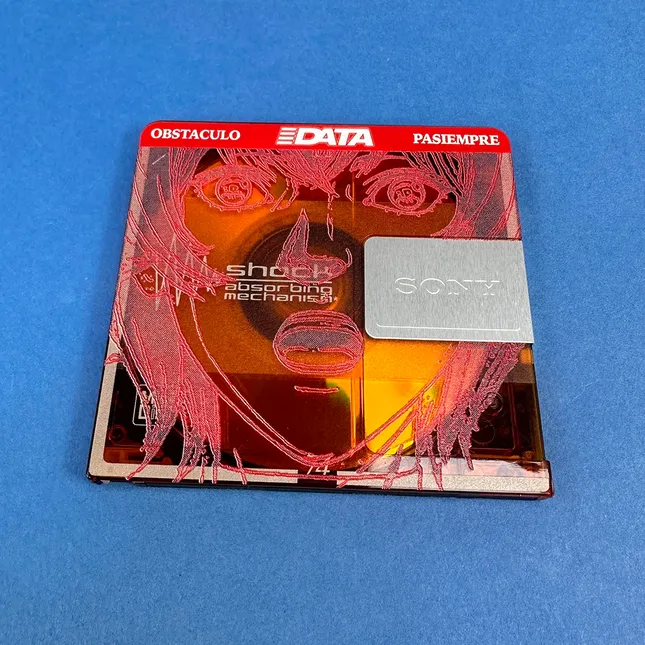 OBSTACULO DATA PASIEMPRE
shock
absorbing
mechanism
SONY
74